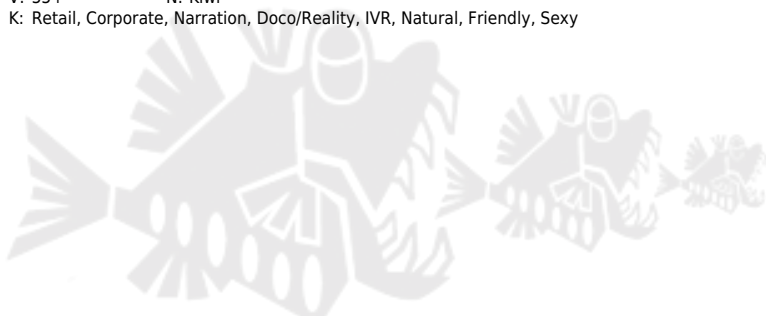 K: Retail, Corporate, Narration, Doco/Reality, IVR, Natural, Friendly, Sexy